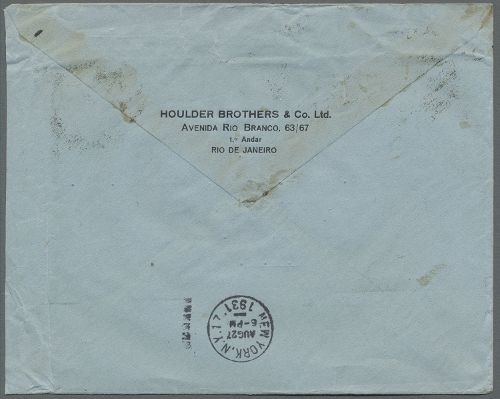 HOULDER BROTHERS & Co. Ltd.
AVENIDA RIO BRANCO, 63/67
1.º Andar
RIO DE JANEIRO
NEW YORK, N.Y.
AUG 27
6-PM
1931